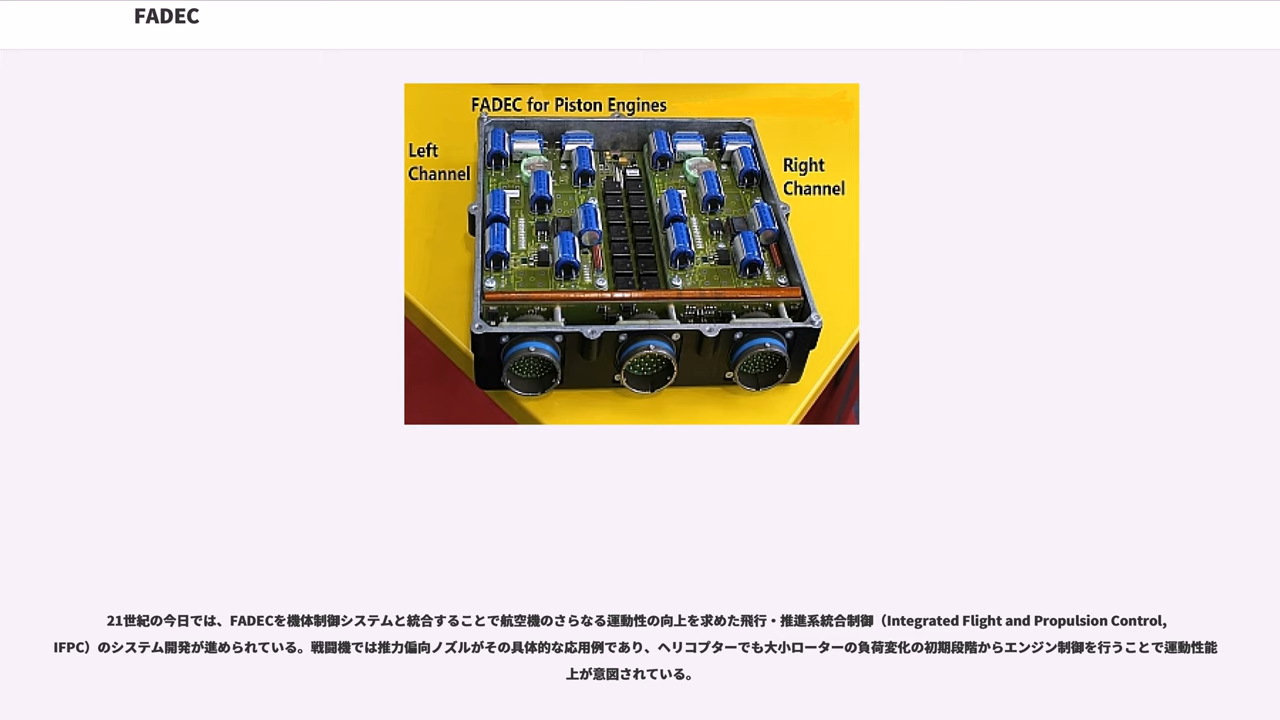 FADEC
FADEC for Piston Engines
Left
Channel
Right
Channel
21世紀の今日では、FADECを機体制御システムと統合することで航空機のさらなる運動性の向上を求めた飛行・推進系統合制御（Integrated Flight and Propulsion Control,
IFPC）のシステム開発が進められている。戦闘機では推力偏向ノズルがその具体的な応用例であり、ヘリコプターでも大小ローターの負荷変化の初期段階からエンジン制御を行うことで運動性能
上が意図されている。